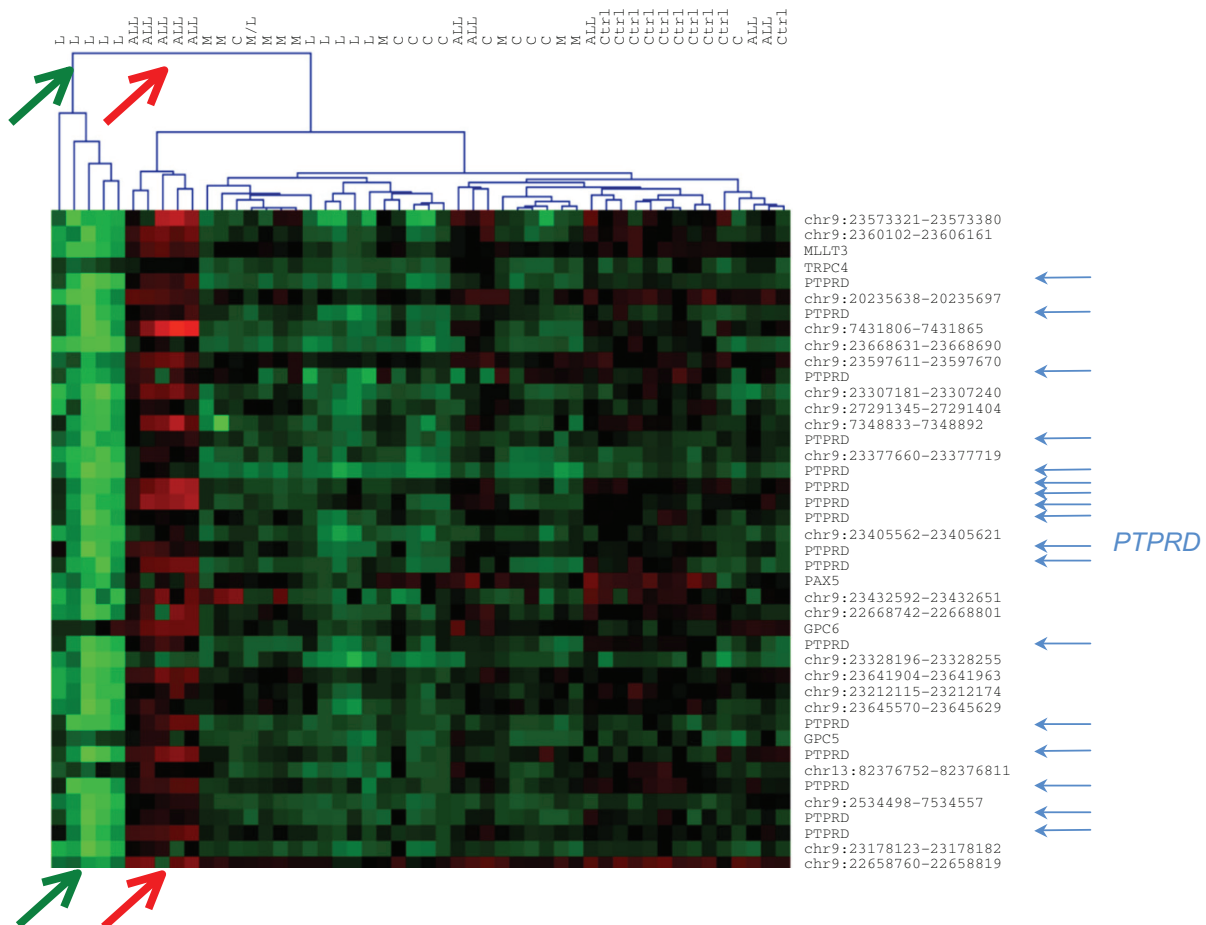 L L L L L ALL ALL ALL ALL ALL M M C M/L M M M L L L L L M C C C C ALL ALL C M C C C M M ALL Ctrl Ctrl Ctrl Ctrl Ctrl Ctrl Ctrl Ctrl Ctrl C ALL ALL Ctrl
chr9:23573321-23573380
chr9:2360102-23606161
MLLT3
TRPC4
PTPRD
chr9:20235638-20235697
PTPRD
chr9:7431806-7431865
chr9:23668631-23668690
chr9:23597611-23597670
PTPRD
chr9:23307181-23307240
chr9:27291345-27291404
chr9:7348833-7348892
PTPRD
chr9:23377660-23377719
PTPRD
PTPRD
PTPRD
PTPRD
chr9:23405562-23405621
PTPRD
PTPRD
PTPRD
PAX5
chr9:23432592-23432651
chr9:22668742-22668801
GPC6
PTPRD
chr9:23328196-23328255
chr9:23641904-23641963
chr9:23212115-23212174
chr9:23645570-23645629
PTPRD
GPC5
PTPRD
chr13:82376752-82376811
PTPRD
chr9:2534498-7534557
PTPRD
PTPRD
chr9:23178123-23178182
chr9:22658760-22658819